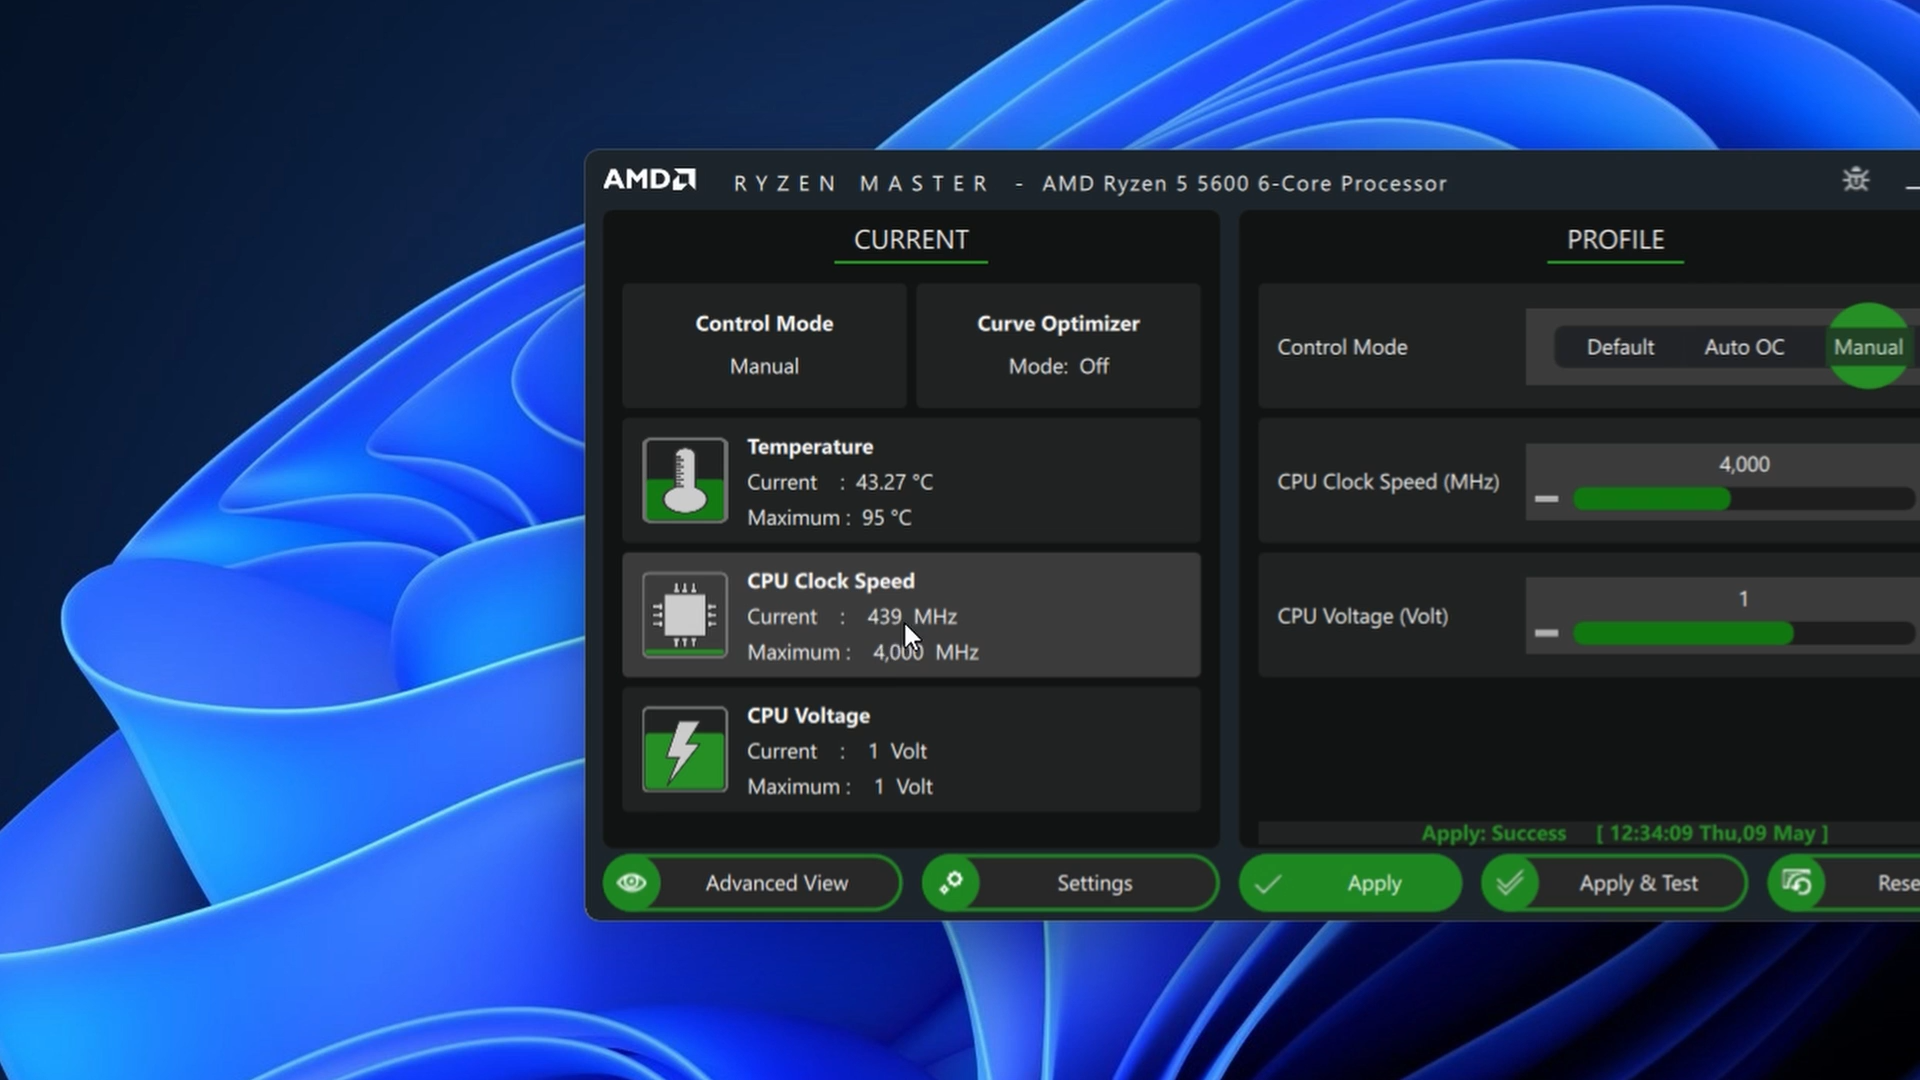 AMD RYZEN MASTER - AMD Ryzen 5 5600 6-Core Processor
CURRENT
Control Mode
Manual
Curve Optimizer
Mode: Off
Temperature
Current : 43.27 °C
Maximum : 95 °C
CPU Clock Speed
Current : 439 MHz
Maximum : 4,000 MHz
CPU Voltage
Current : 1 Volt
Maximum : 1 Volt
Advanced View
Settings
PROFILE
Control Mode
Default Auto OC Manual
CPU Clock Speed (MHz)
4,000
CPU Voltage (Volt)
1
Apply: Success [ 12:34:09 Thu,09 May ]
Apply
Apply & Test
Rese